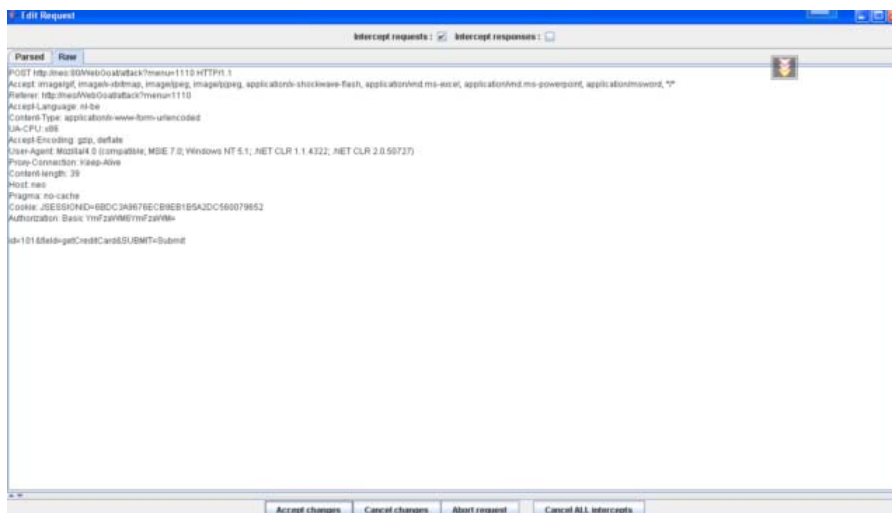 Edit Request
Intercept requests : Intercept responses :
Parsed Raw
POST http://neo:80/WebGoat/attack?menu=1110 HTTP/1.1
Accept: image/gif, image/x-xbitmap, image/jpeg, image/pjpeg, application/x-shockwave-flash, application/vnd.ms-excel, application/vnd.ms-powerpoint, application/msword, */*
Referer: http://neo/WebGoat/attack?menu=1110
Accept-Language: nl-be
Content-Type: application/x-www-form-urlencoded
UA-CPU: x86
Accept-Encoding: gzip, deflate
User-Agent: Mozilla/4.0 (compatible; MSIE 7.0; Windows NT 5.1; .NET CLR 1.1.4322; .NET CLR 2.0.50727)
Proxy-Connection: Keep-Alive
Content-length: 39
Host: neo
Pragma: no-cache
Cookie:
Authorization: Basic
id=101&field=getCreditCard&SUBMIT=Submit
Accept changes Cancel changes Abort request Cancel ALL intercepts